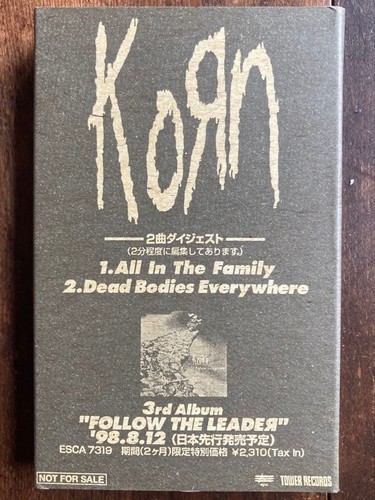 KoЯn
2曲ダイジェスト
(2分程度に編集してあります。)
1.All In The Family
2.Dead Bodies Everywhere
3rd Album
"FOLLOW THE LEADEЯ"
'98.8.12 (日本先行発売予定)
ESCA 7319 期間(2ヶ月)限定特別価格 ¥2,310(Tax In)
NOT FOR SALE
TOWER RECORDS